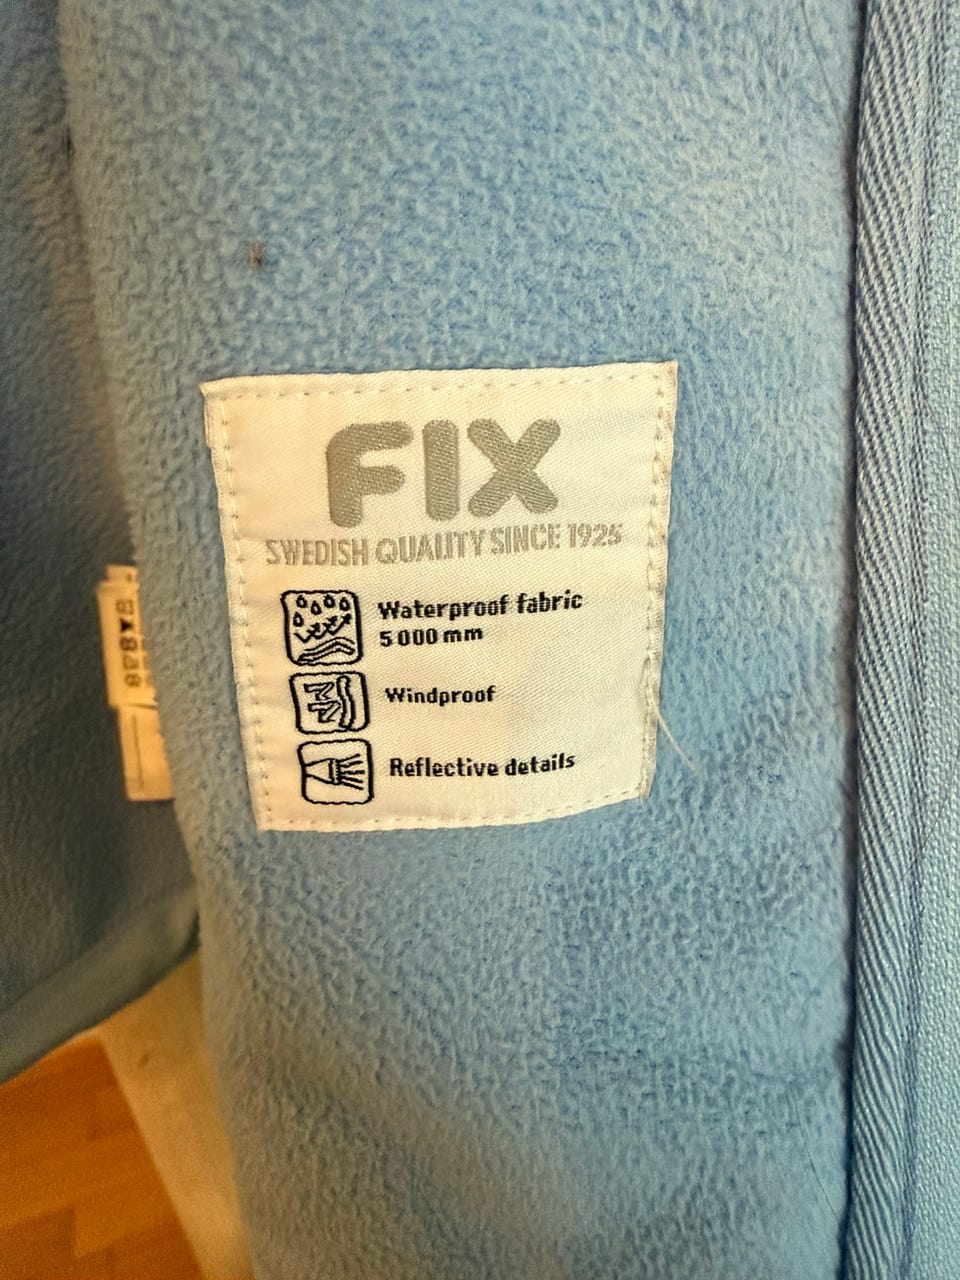 FIX
SWEDISH QUALITY SINCE 1925
Waterproof fabric
5 000 mm
Windproof
Reflective details